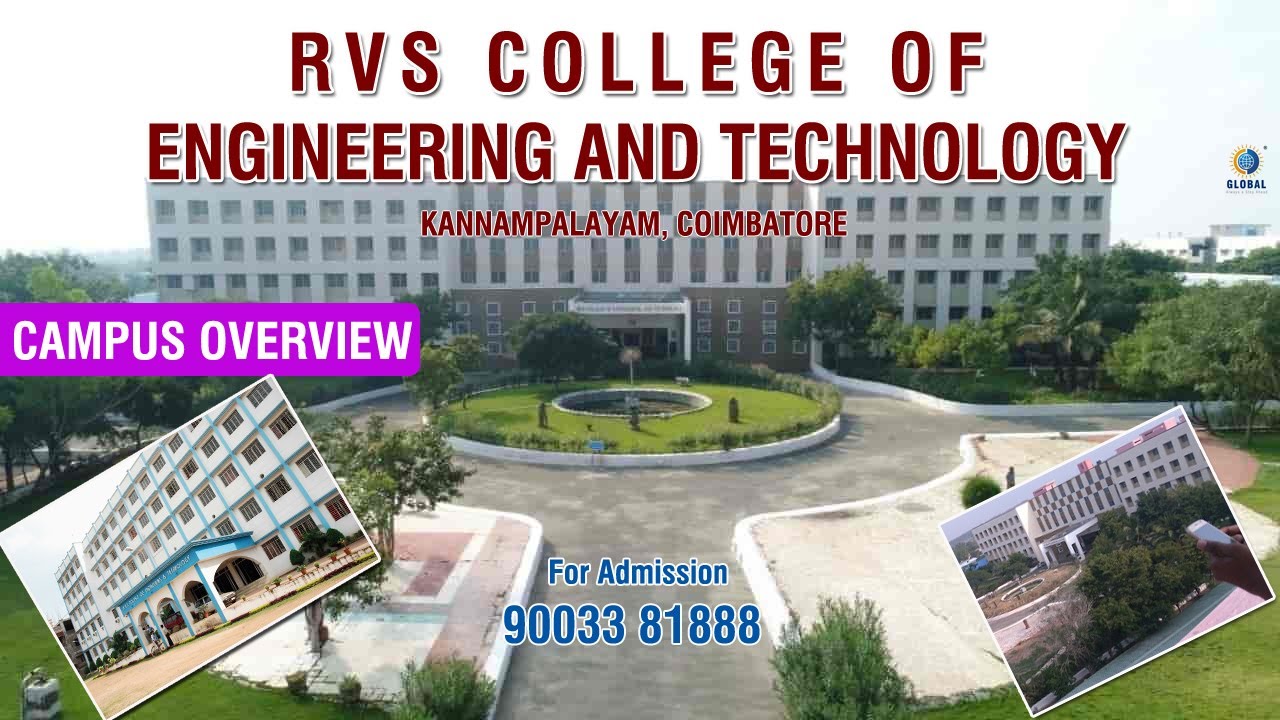 RVS COLLEGE OF
ENGINEERING AND TECHNOLOGY
KANNAMPALAYAM, COIMBATORE
CAMPUS OVERVIEW
For Admission
90033 81888
GLOBAL